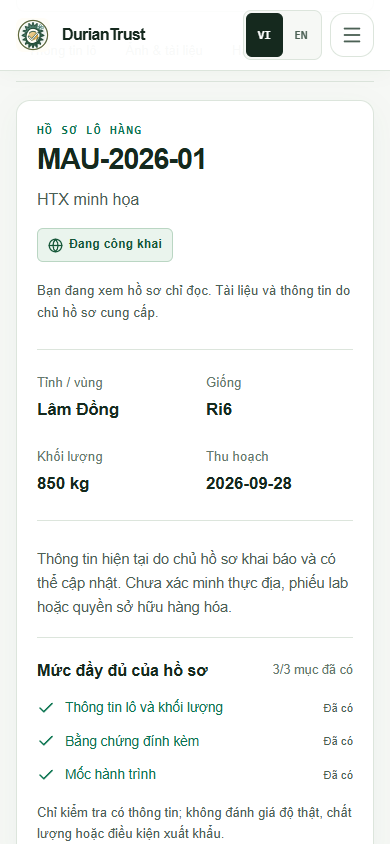 DurianTrust
VI
EN
HỒ SƠ LÔ HÀNG
MAU-2026-01
HTX minh họa
Đang công khai
Bạn đang xem hồ sơ chỉ đọc. Tài liệu và thông tin do
chủ hồ sơ cung cấp.
Tỉnh / vùng
Giống
Lâm Đồng
Ri6
Khối lượng
Thu hoạch
850 kg
2026-09-28
Thông tin hiện tại do chủ hồ sơ khai báo và có
thể cập nhật. Chưa xác minh thực địa, phiếu lab
hoặc quyền sở hữu hàng hóa.
Mức đầy đủ của hồ sơ
3/3 mục đã có
Thông tin lô và khối lượng
Đã có
Bằng chứng đính kèm
Đã có
Mốc hành trình
Đã có
Chỉ kiểm tra có thông tin; không đánh giá độ thật, chất
lượng hoặc điều kiện xuất khẩu.